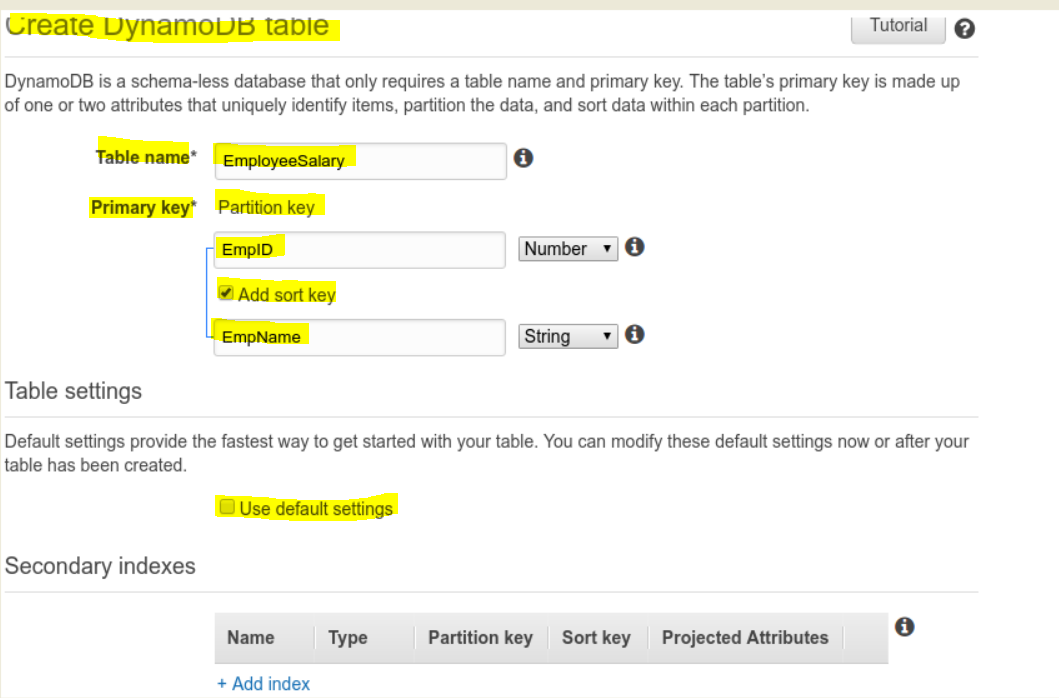 Create DynamoDB table
Tutorial
DynamoDB is a schema-less database that only requires a table name and primary key. The table's primary key is made up
of one or two attributes that uniquely identify items, partition the data, and sort data within each partition.
Table name* EmployeeSalary
Primary key* Partition key
EmpID Number
Add sort key
EmpName String
Table settings
Default settings provide the fastest way to get started with your table. You can modify these default settings now or after your
table has been created.
Use default settings
Secondary indexes
Name Type Partition key Sort key Projected Attributes
+ Add index